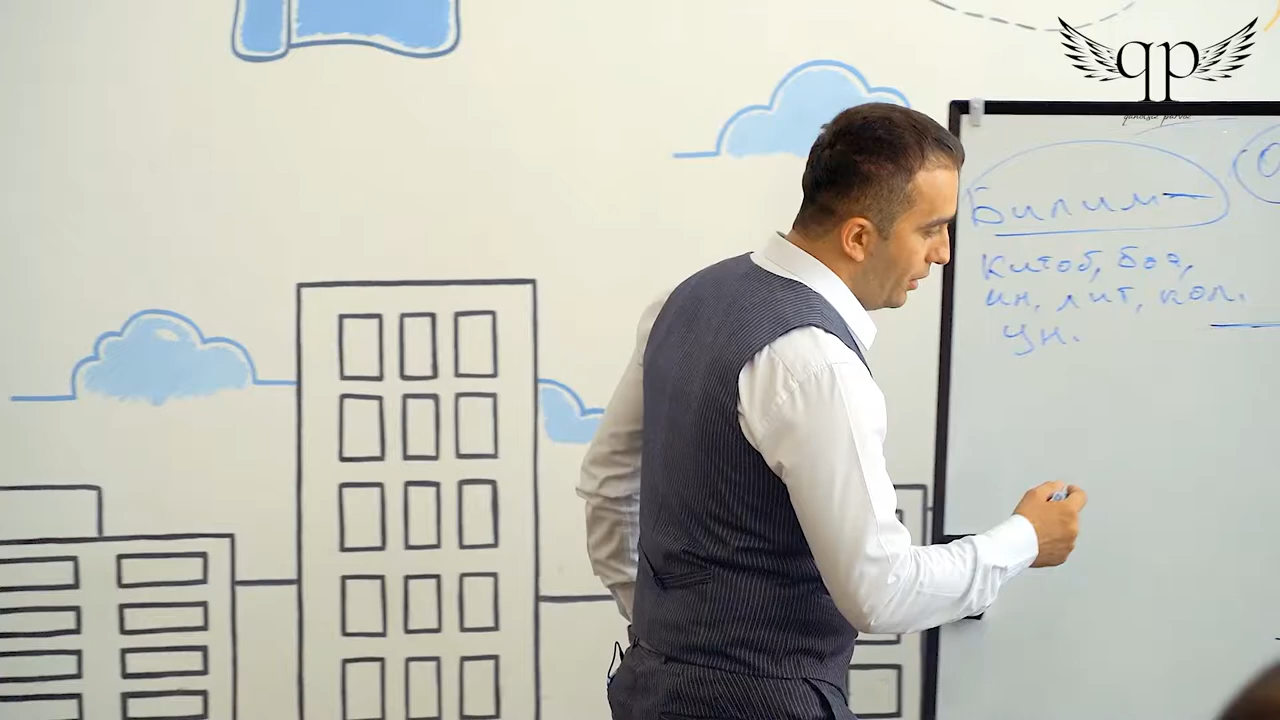 qp
Билим-
Китоб, боғ,
ин, лит, кол.
Ун.